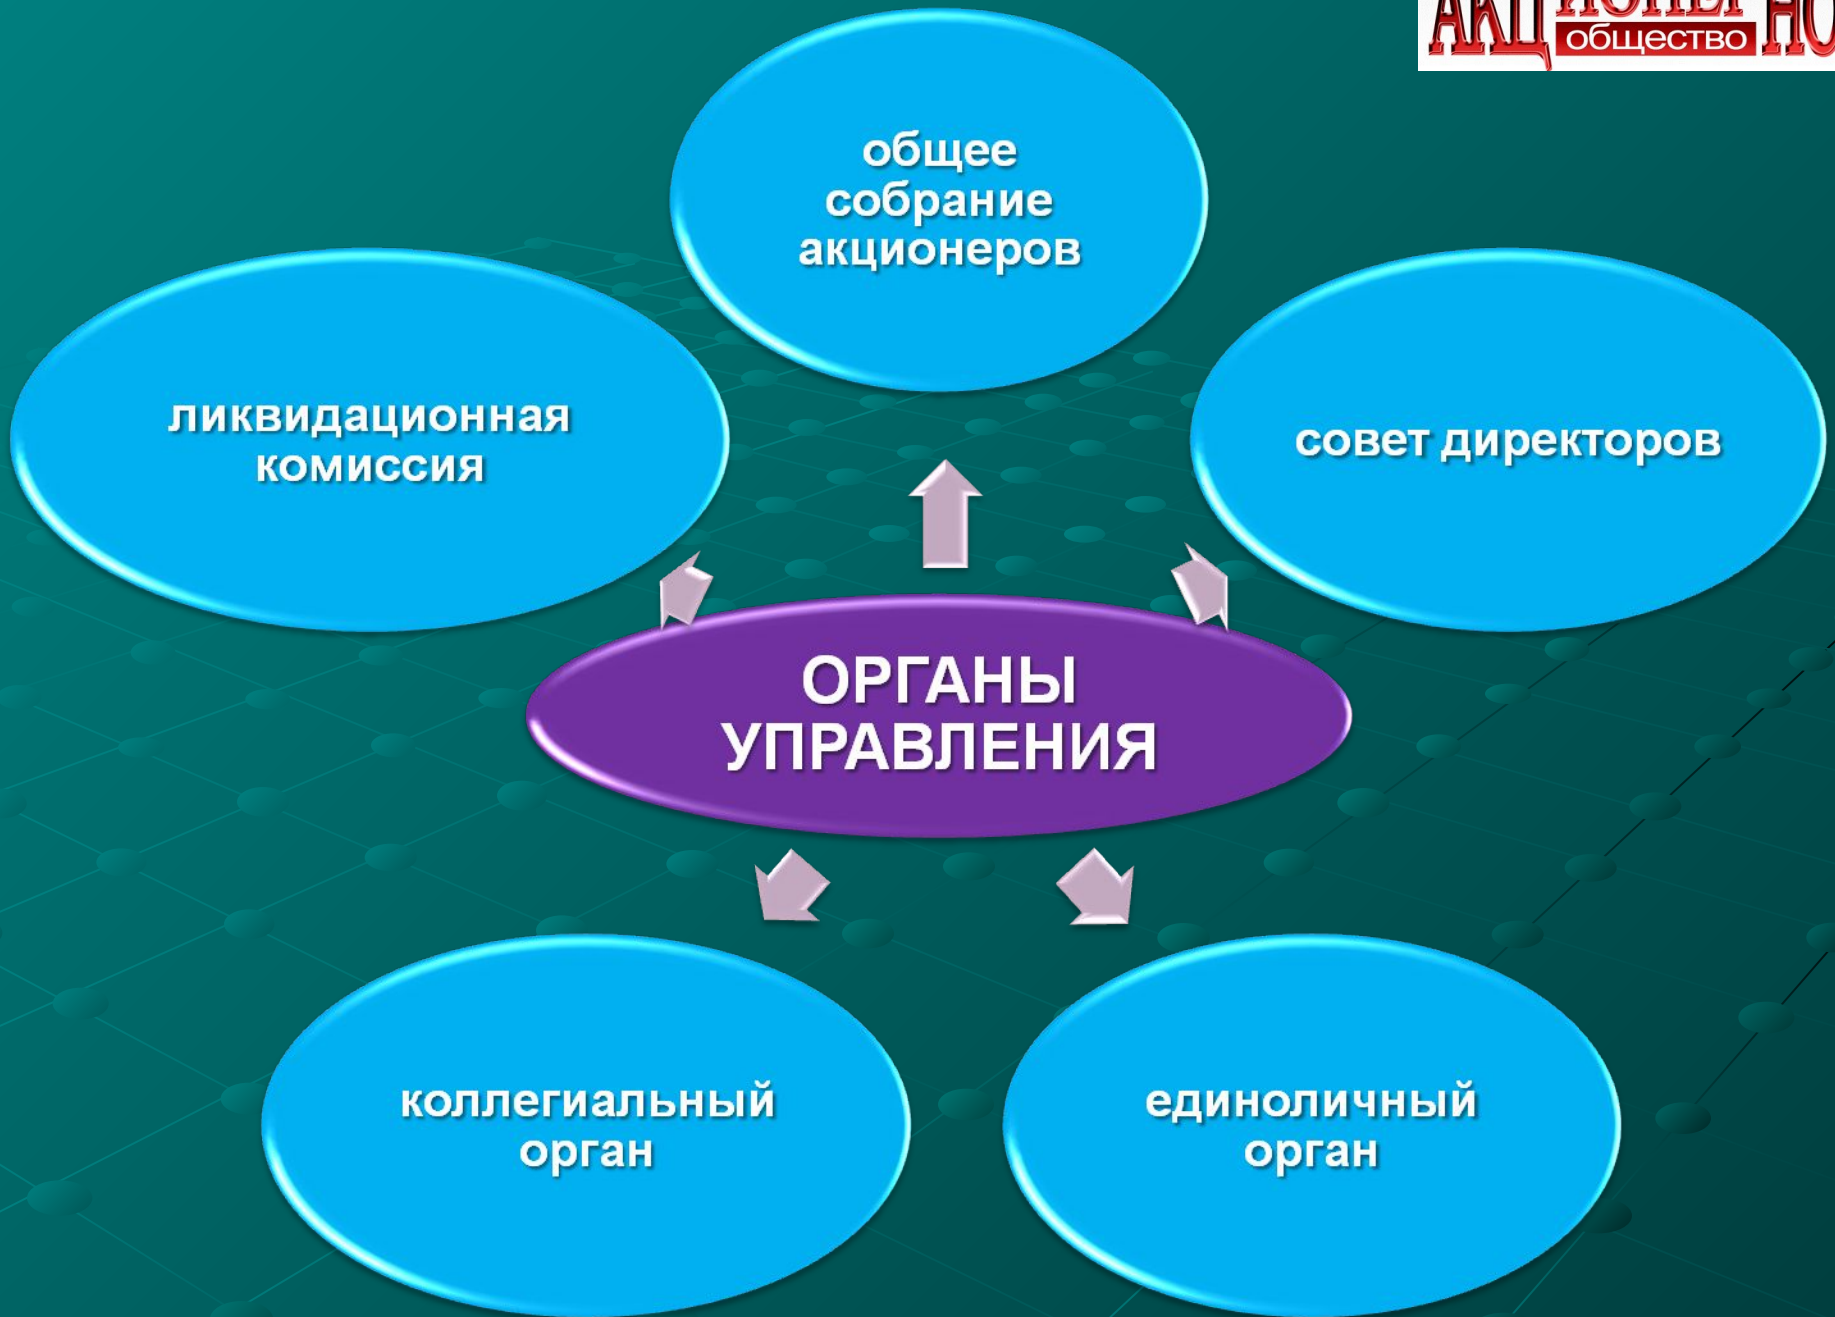 общество
общее
собрание
акционеров
ликвидационная
комиссия
совет директоров
ОРГАНЫ
УПРАВЛЕНИЯ
коллегиальный
орган
единоличный
орган